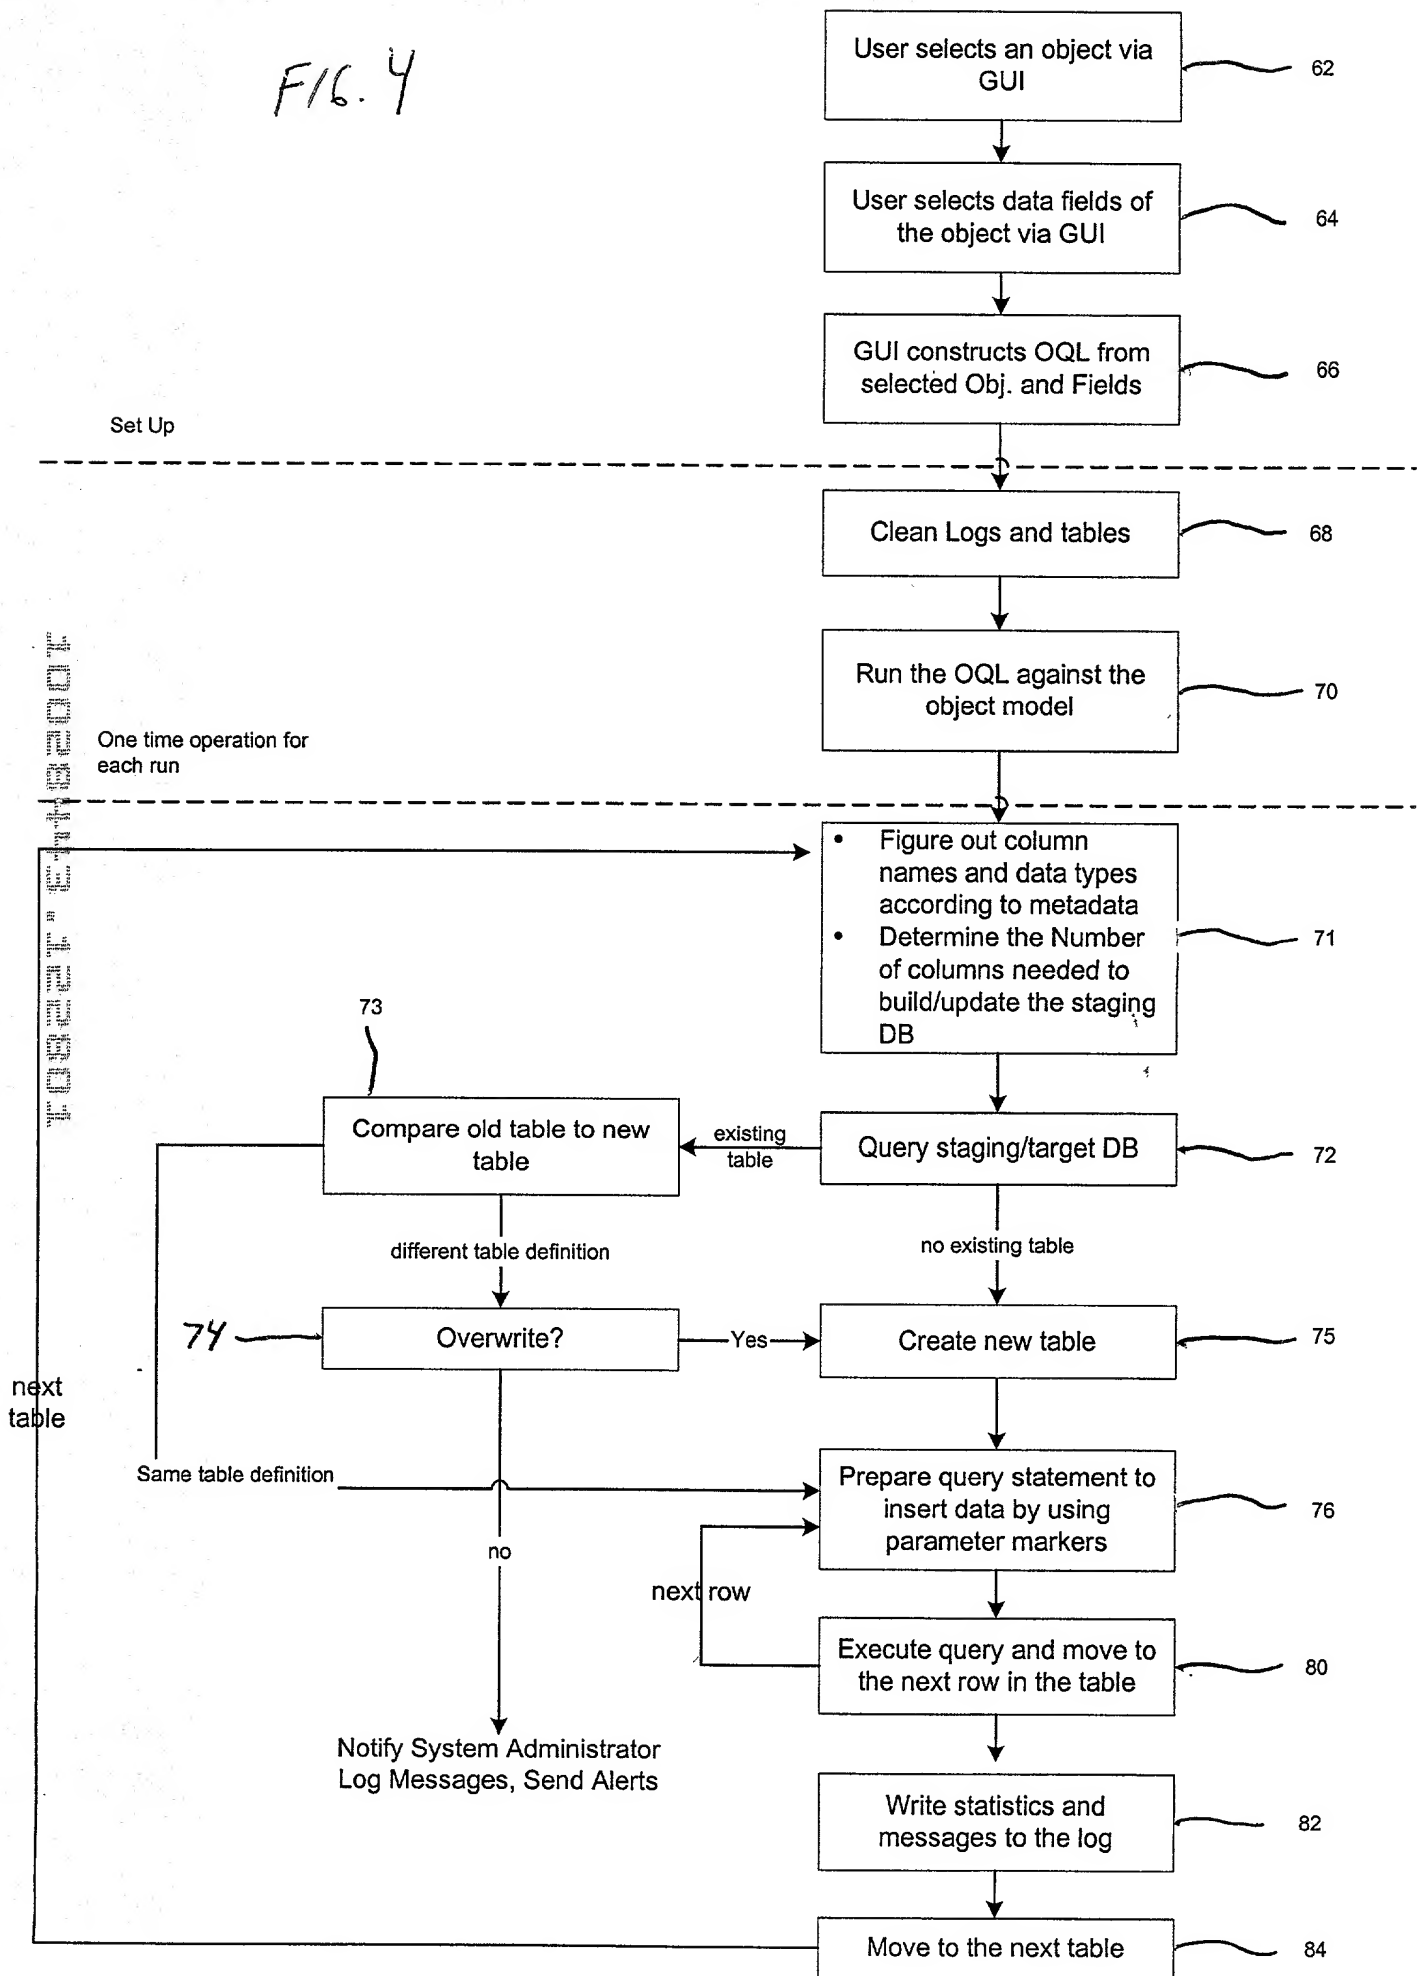 FIG. 4
User selects an object via
GUI
62
User selects data fields of
the object via GUI
64
GUI constructs OQL from
selected Obj. and Fields
66
Set Up
Clean Logs and tables
68
Run the OQL against the
object model
70
One time operation for
each run
• Figure out column
names and data types
according to metadata
• Determine the Number
of columns needed to
build/update the staging
DB
71
73
Compare old table to new
table
existing
table
Query staging/target DB
72
different table definition
no existing table
74
Overwrite?
Yes
Create new table
75
next
table
Same table definition
Prepare query statement to
insert data by using
parameter markers
76
no
next row
Execute query and move to
the next row in the table
80
Notify System Administrator
Log Messages, Send Alerts
Write statistics and
messages to the log
82
Move to the next table
84